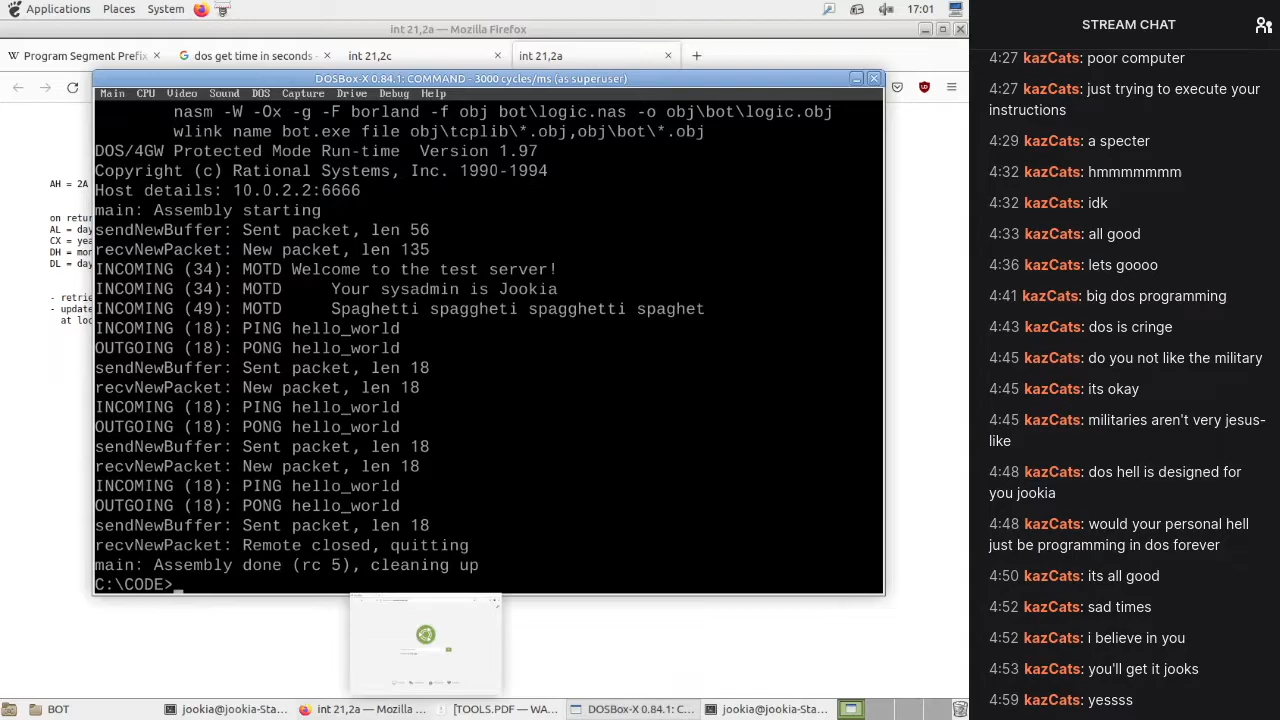 Applications Places System
17:01
int 21,2a — Mozilla Firefox
Program Segment Prefix
dos get time in seconds
int 21,2c
int 21,2a
DOSBox-X 0.84.1: COMMAND - 3000 cycles/ms (as superuser)
Main CPU Video Sound DOS Capture Drive Debug Help
nasm -W -Ox -g -F borland -f obj bot\logic.nas -o obj\bot\logic.obj
wlink name bot.exe file obj\tcplib\*.obj,obj\bot\*.obj
DOS/4GW Protected Mode Run-time Version 1.97
Copyright (c) Rational Systems, Inc. 1990-1994
Host details: 10.0.2.2:6666
main: Assembly starting
sendNewBuffer: Sent packet, len 56
recvNewPacket: New packet, len 135
INCOMING (34): MOTD Welcome to the test server!
INCOMING (34): MOTD Your sysadmin is Jookia
INCOMING (49): MOTD Spaghetti spaggheti spagghetti spaghet
INCOMING (18): PING hello_world
OUTGOING (18): PONG hello_world
sendNewBuffer: Sent packet, len 18
recvNewPacket: New packet, len 18
INCOMING (18): PING hello_world
OUTGOING (18): PONG hello_world
sendNewBuffer: Sent packet, len 18
recvNewPacket: New packet, len 18
INCOMING (18): PING hello_world
OUTGOING (18): PONG hello_world
sendNewBuffer: Sent packet, len 18
recvNewPacket: Remote closed, quitting
main: Assembly done (rc 5), cleaning up
C:\CODE>_
AH = 2A
on retur
AL = day
CX = yea
DH = mon
DL = day
- retrie
- update
at loc
BOT
jookia@jookia-Sta...
int 21,2a — Mozilla ...
[TOOLS.PDF — WA...
DOSBox-X 0.84.1: C...
jookia@jookia-Sta...
STREAM CHAT
4:27 kazCats: poor computer
4:27 kazCats: just trying to execute your
instructions
4:29 kazCats: a specter
4:32 kazCats: hmmmmmmm
4:32 kazCats: idk
4:33 kazCats: all good
4:36 kazCats: lets goooo
4:41 kazCats: big dos programming
4:43 kazCats: dos is cringe
4:45 kazCats: do you not like the military
4:45 kazCats: its okay
4:45 kazCats: militaries aren't very jesus-
like
4:48 kazCats: dos hell is designed for
you jookia
4:48 kazCats: would your personal hell
just be programming in dos forever
4:50 kazCats: its all good
4:52 kazCats: sad times
4:52 kazCats: i believe in you
4:53 kazCats: you'll get it jooks
4:59 kazCats: yessss